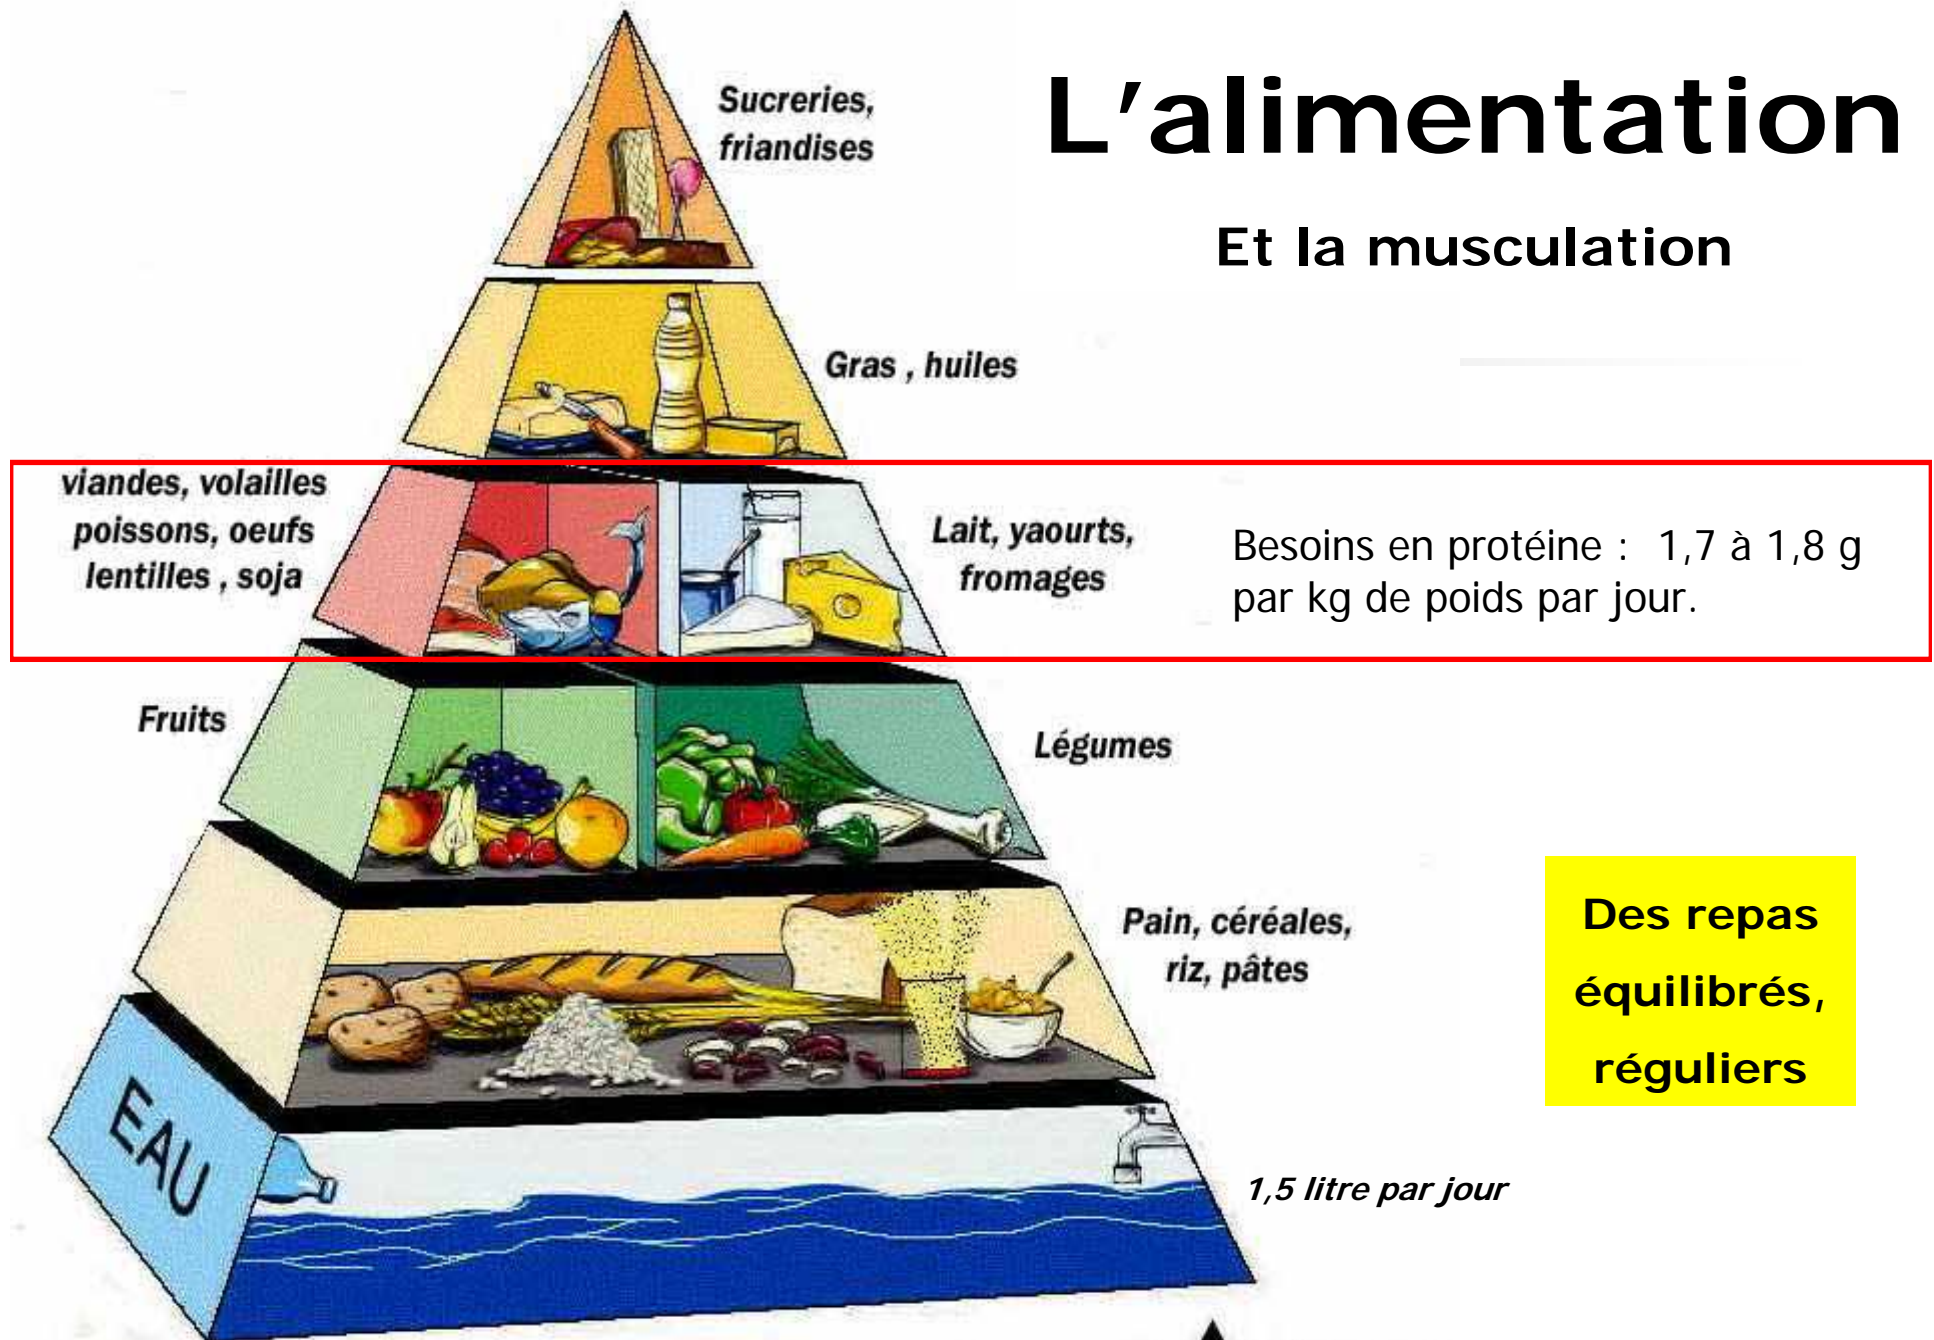 L'alimentation
Et la musculation
Sucreries,
friandises
Gras , huiles
viandes, volailles
poissons, oeufs
lentilles , soja
Lait, yaourts,
fromages
Besoins en protéine : 1,7 à 1,8 g
par kg de poids par jour.
Fruits
Légumes
Pain, céréales,
riz, pâtes
Des repas
équilibrés,
réguliers
EAU
1,5 litre par jour